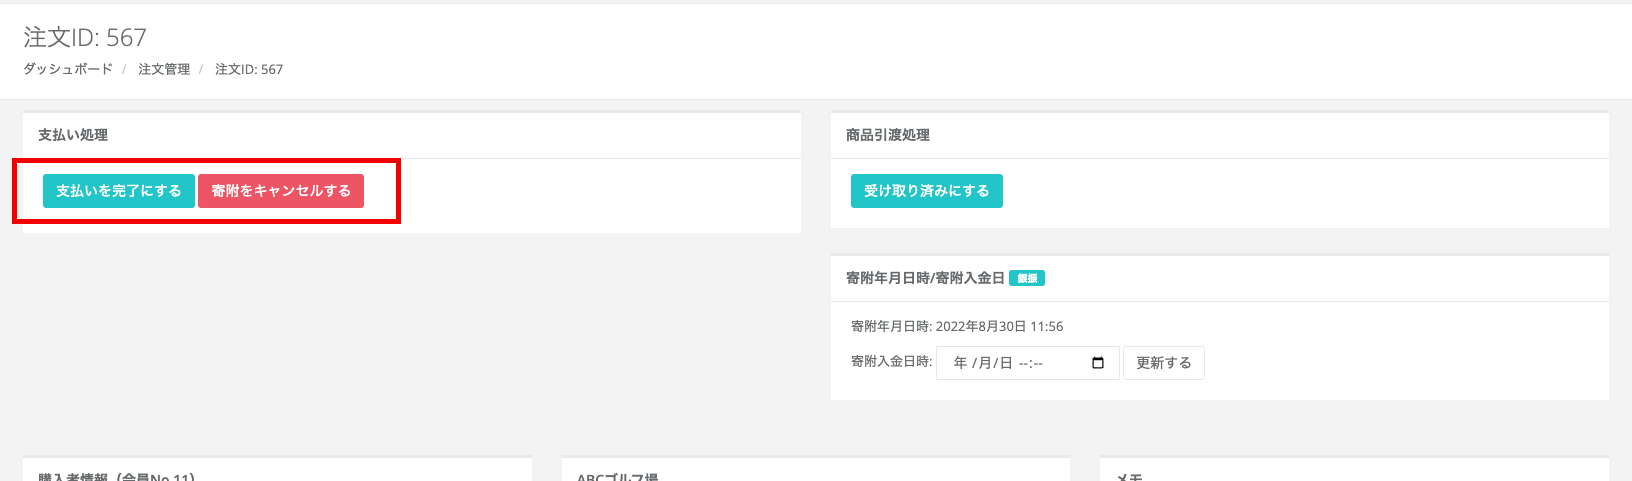 注文ID: 567
ダッシュボード / 注文管理 / 注文ID: 567
支払い処理
支払いを完了にする 寄附をキャンセルする
商品引渡処理
受け取り済みにする
寄附年月日時/寄附入金日 銀振
寄附年月日時: 2022年8月30日 11:56
寄附入金日時: 年 /月/日 --:-- 更新する
購入者情報（会員No.11）
ABCゴルフ場
メモ